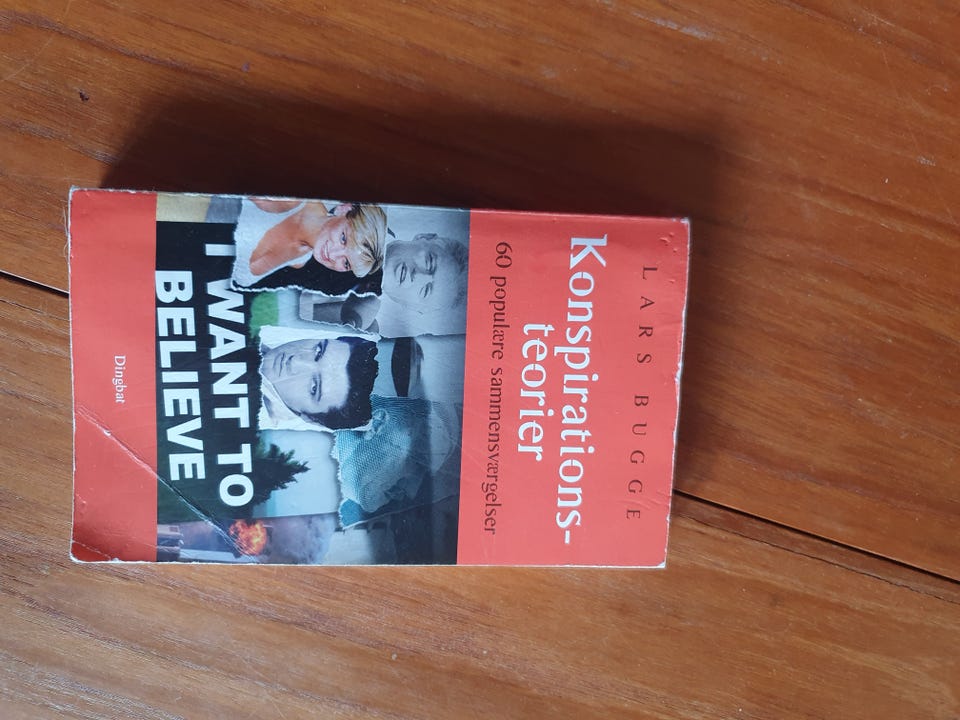 LARS BUGGE
Konspirations-
teorier
60 populære sammensværgelser
I WANT TO
BELIEVE
Dingbat